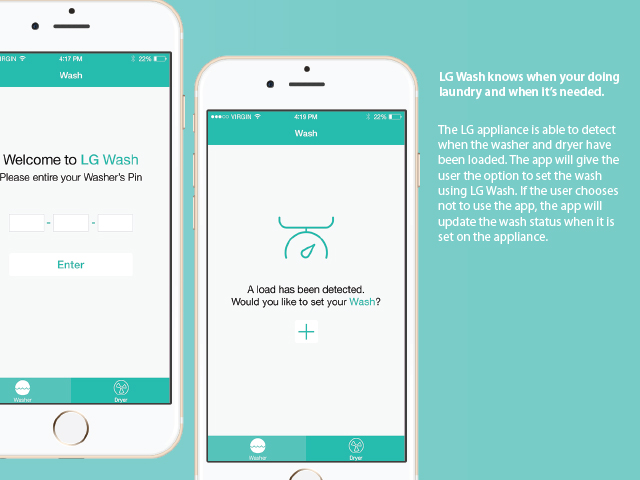 4:17 PM
22%
Wash
Welcome to LG Wash
Please entire your Washer's Pin
- -
Enter
Washer
Dryer
VIRGIN
4:19 PM
22%
Wash
A load has been detected.
Would you like to set your Wash?
Washer
Dryer
LG Wash knows when your doing
laundry and when it's needed.
The LG appliance is able to detect
when the washer and dryer have
been loaded. The app will give the
user the option to set the wash
using LG Wash. If the user chooses
not to use the app, the app will
update the wash status when it is
set on the appliance.